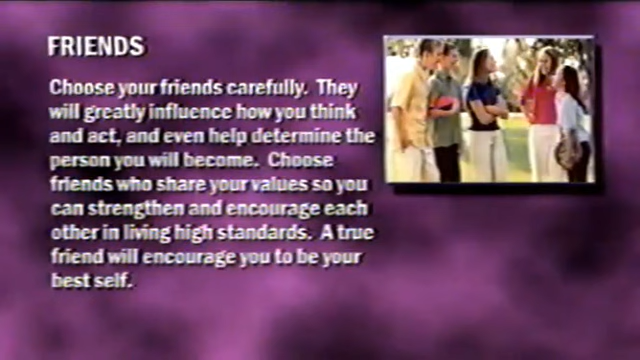 FRIENDS
Choose your friends carefully. They
will greatly influence how you think
and act, and even help determine the
person you will become. Choose
friends who share your values so you
can strengthen and encourage each
other in living high standards. A true
friend will encourage you to be your
best self.